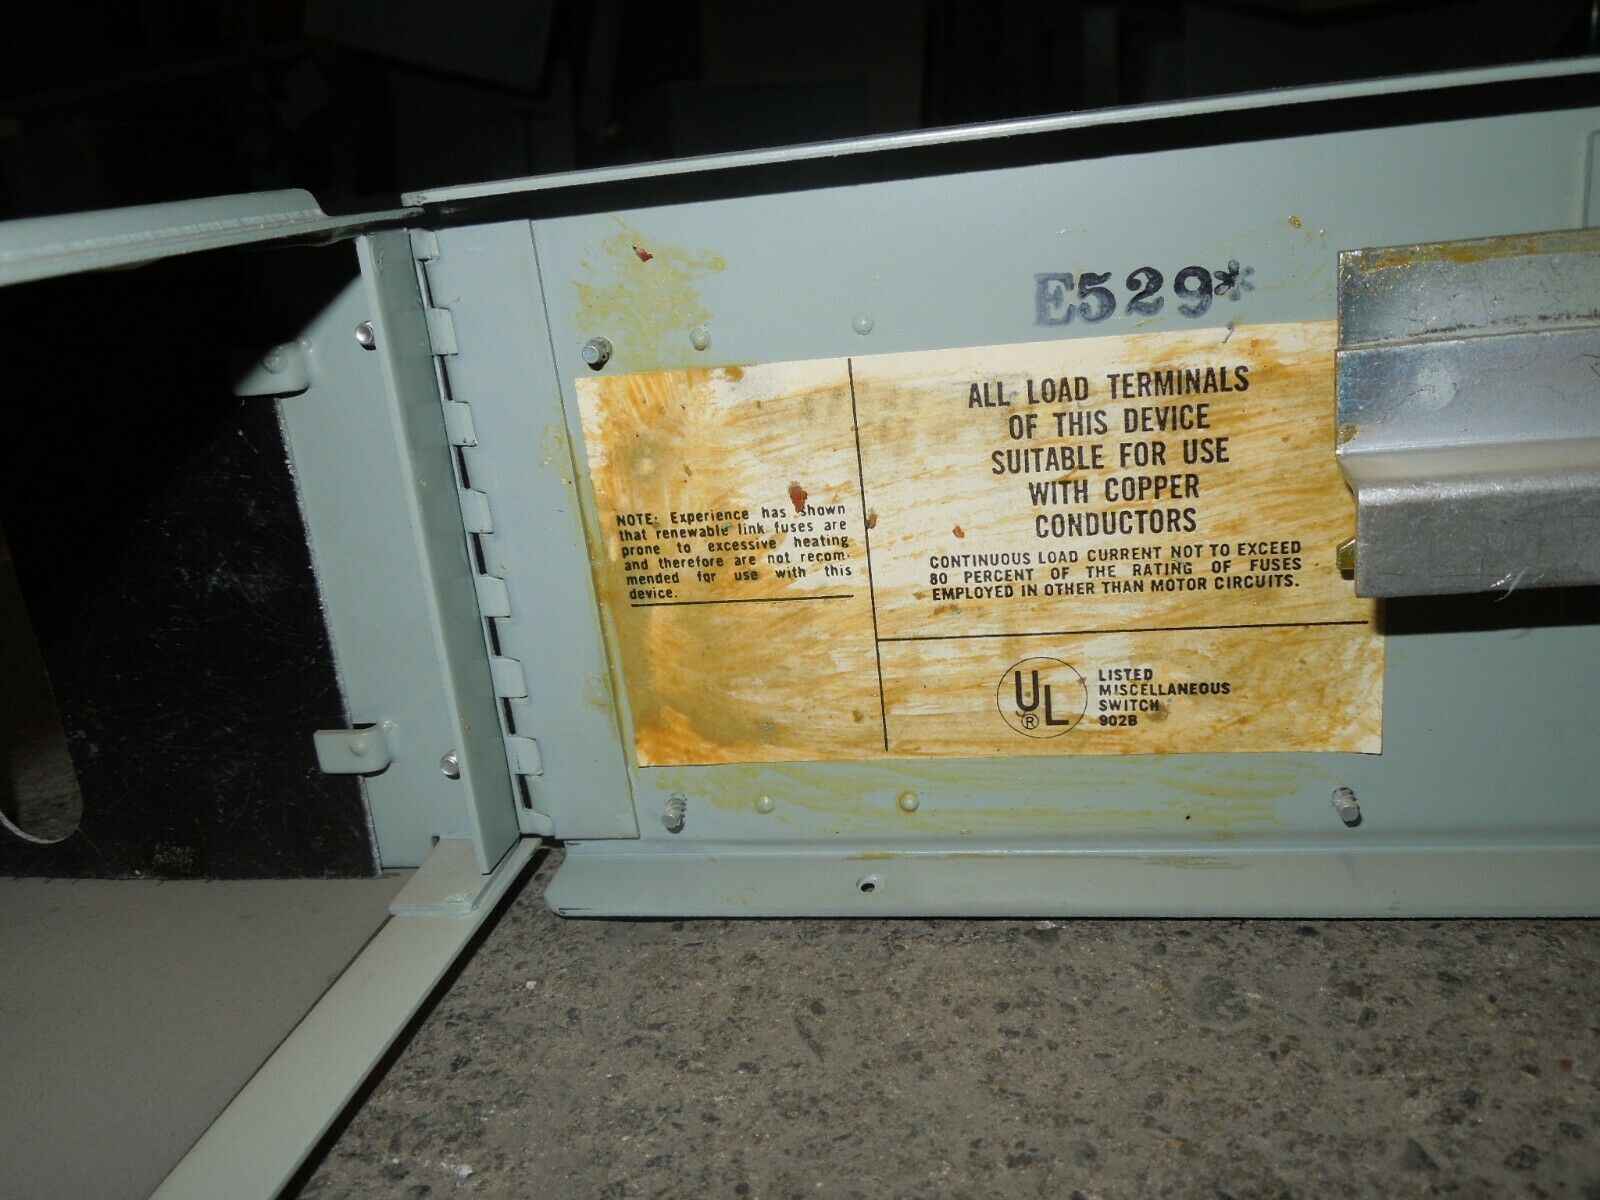 E529*
NOTE: Experience has shown
that renewable link fuses are
prone to excessive heating
and therefore are not recom-
mended for use with this
device.
ALL LOAD TERMINALS
OF THIS DEVICE
SUITABLE FOR USE
WITH COPPER
CONDUCTORS
CONTINUOUS LOAD CURRENT NOT TO EXCEED
80 PERCENT OF THE RATING OF FUSES
EMPLOYED IN OTHER THAN MOTOR CIRCUITS.
UL®
LISTED
MISCELLANEOUS
SWITCH
902B